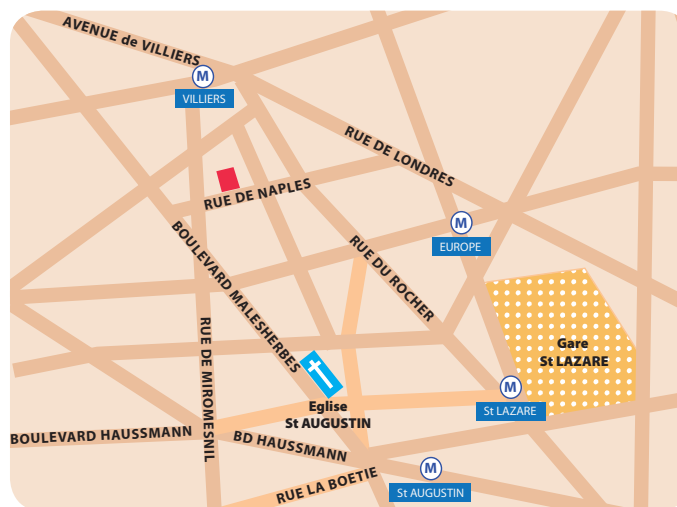 AVENUE de VILLIERS
M
VILLIERS
RUE DE LONDRES
RUE DE NAPLES
M
EUROPE
BOULEVARD MALESHERBES
RUE DU ROCHER
RUE DE MIROMESNIL
Gare
St LAZARE
M
St LAZARE
Eglise
St AUGUSTIN
BOULEVARD HAUSSMANN
BD HAUSSMANN
RUE LA BOETIE
M
St AUGUSTIN